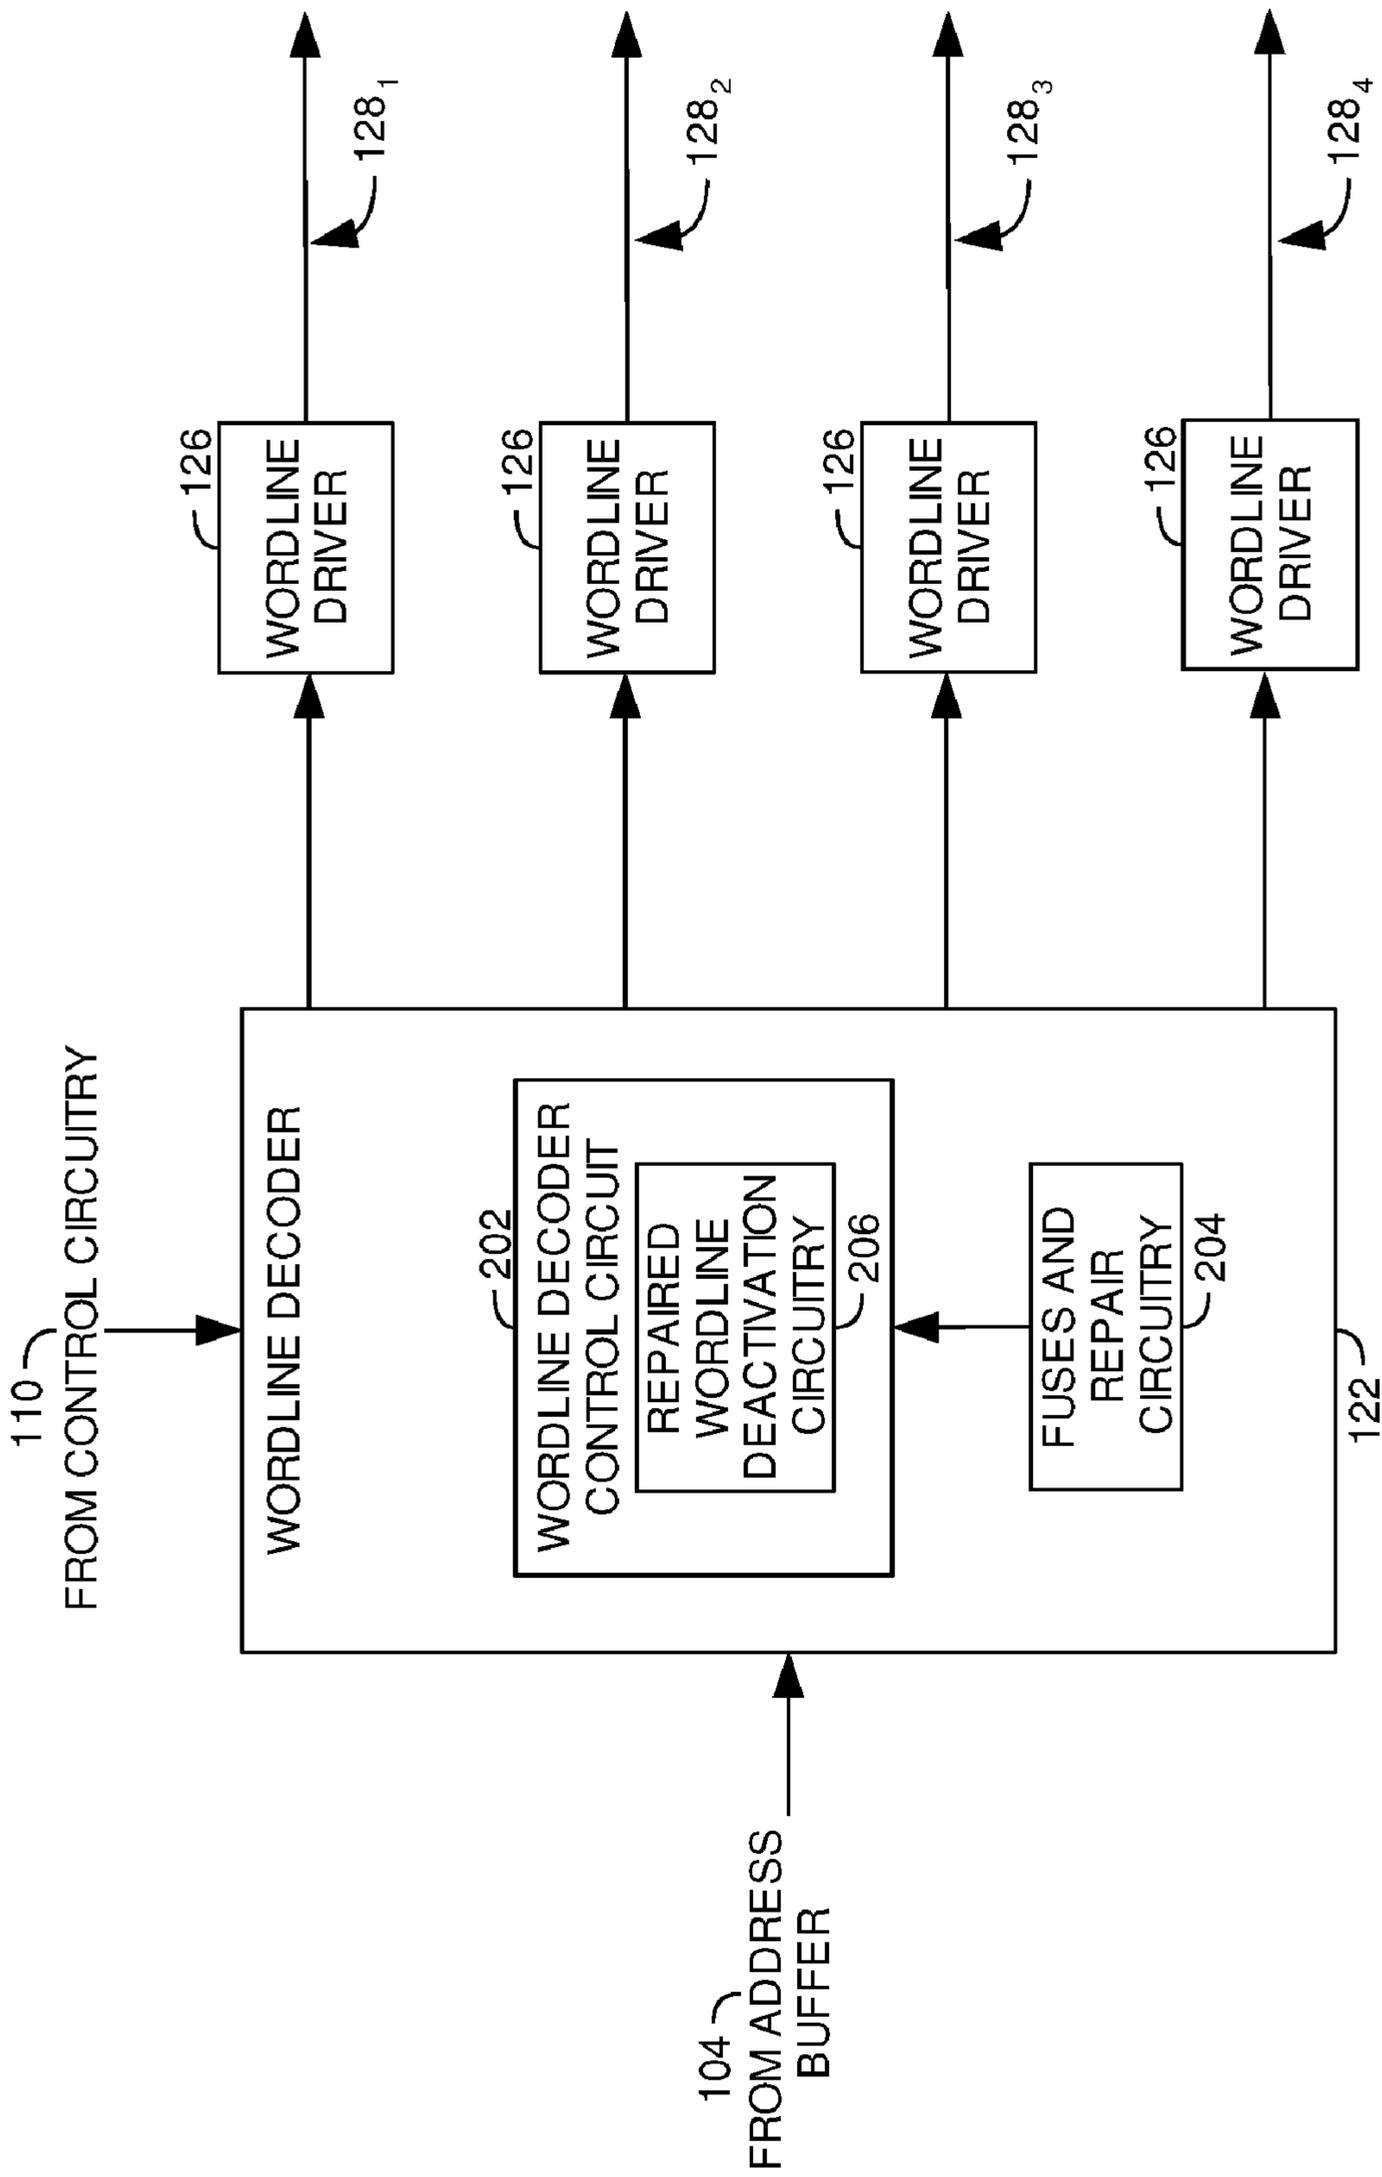 110
FROM CONTROL CIRCUITRY
WORDLINE DECODER
202
WORDLINE DECODER
CONTROL CIRCUIT
REPAIRED
WORDLINE
DEACTIVATION
CIRCUITRY
206
FUSES AND
REPAIR
CIRCUITRY
204
122
104
FROM ADDRESS
BUFFER
126
WORDLINE
DRIVER
128₁
126
WORDLINE
DRIVER
128₂
126
WORDLINE
DRIVER
128₃
126
WORDLINE
DRIVER
128₄